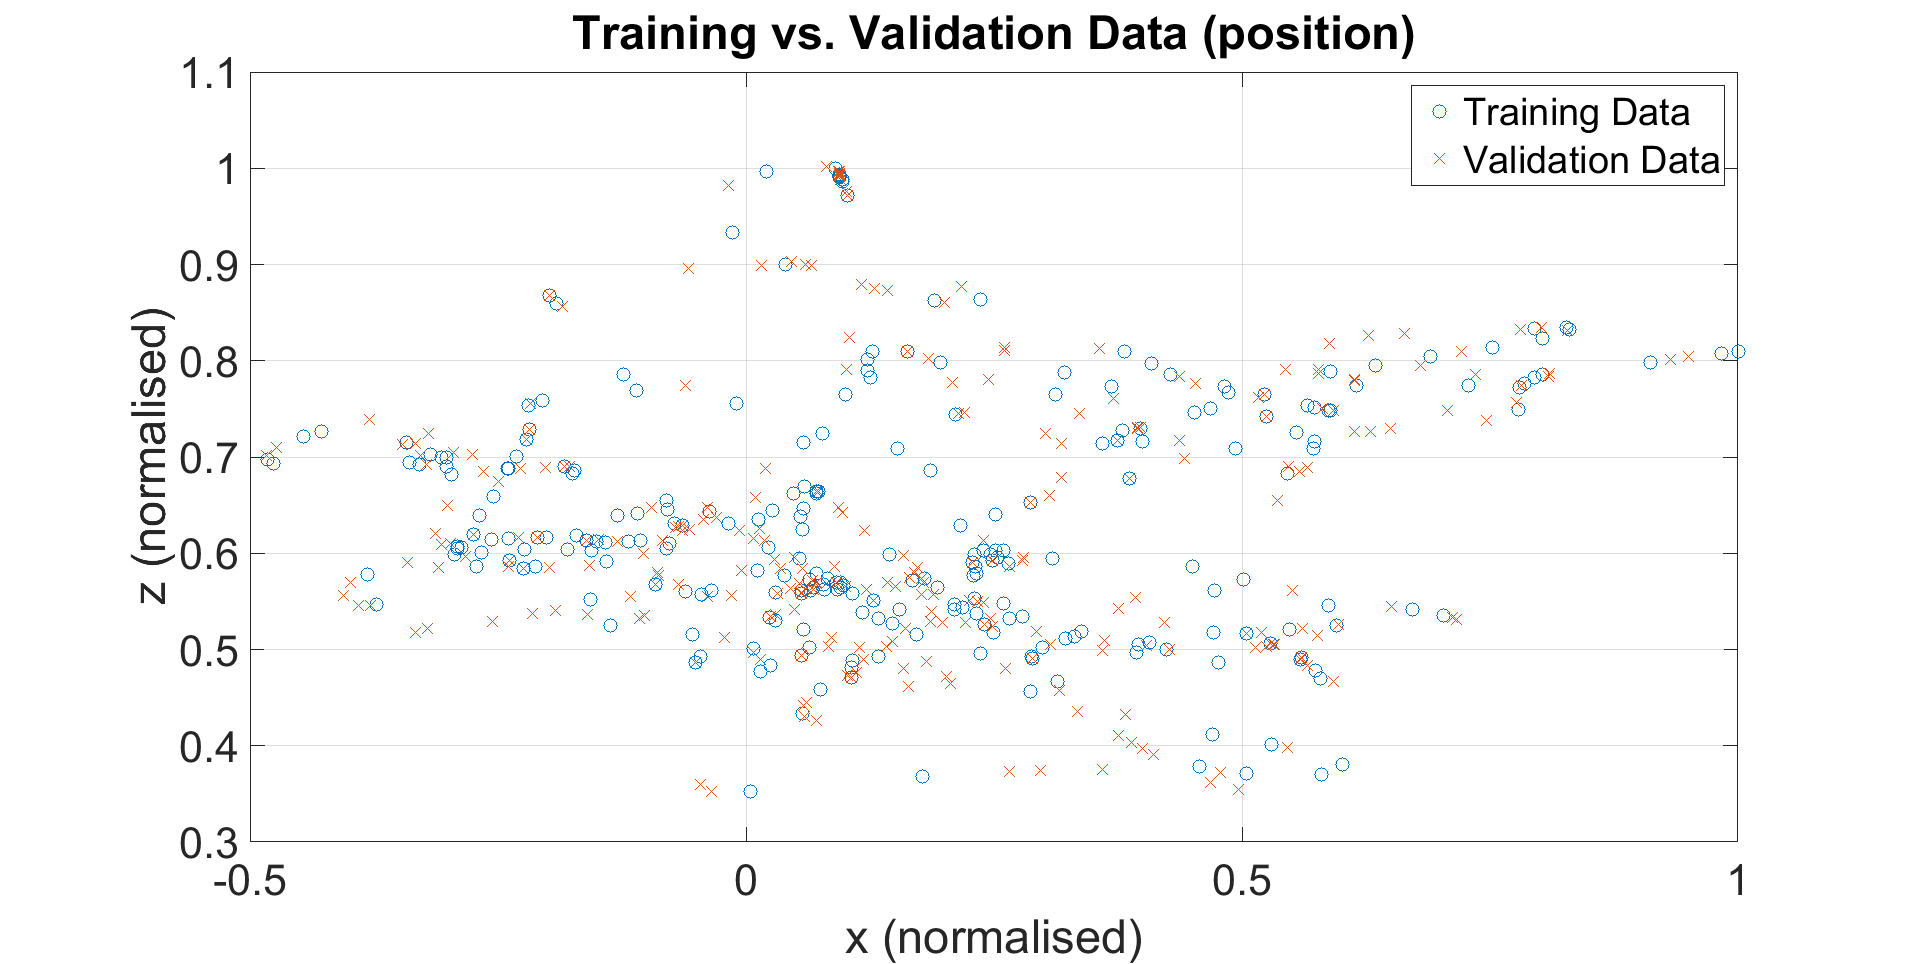 Training vs. Validation Data (position)
Training Data
Validation Data
1.1
1
0.9
0.8
0.7
0.6
0.5
0.4
0.3
z (normalised)
-0.5
0
0.5
1
x (normalised)